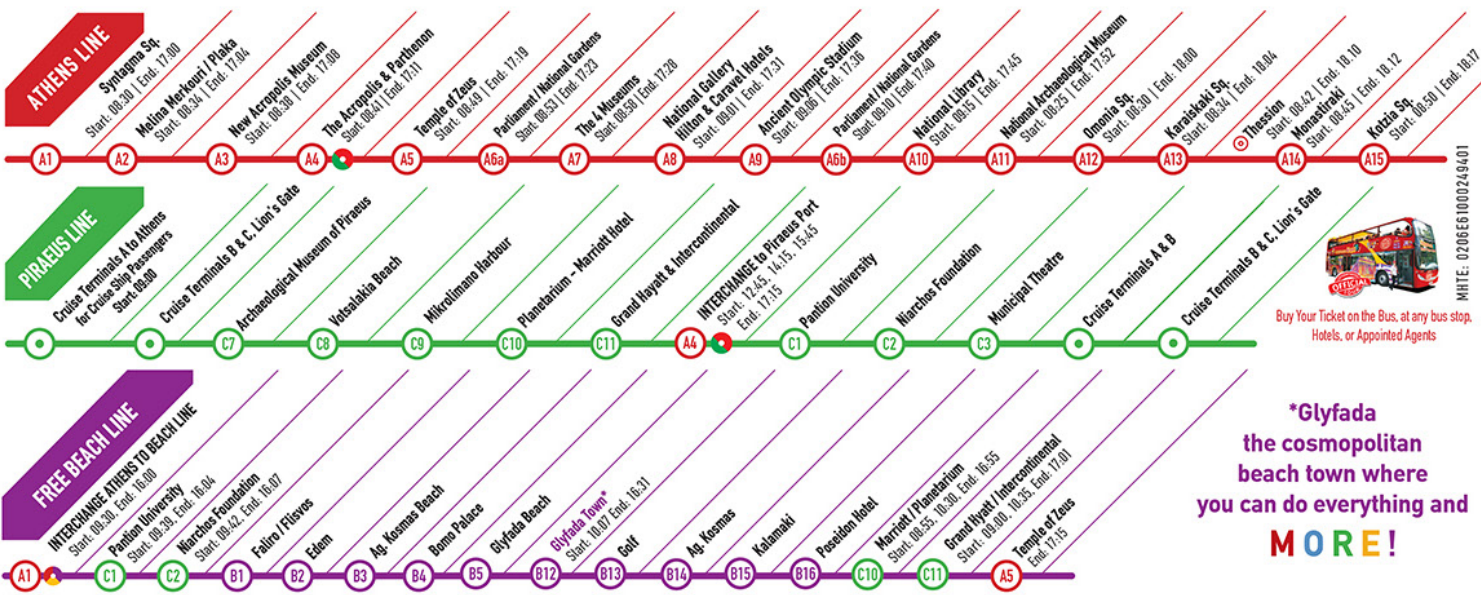 ATHENS LINE
Syntagma Sq.
Start: 08:30 | End: 17:00
Melina Merkouri / Plaka
Start: 08:34 | End: 17:04
New Acropolis Museum
Start: 08:38 | End: 17:08
The Acropolis & Parthenon
Start: 08:41 | End: 17:11
Temple of Zeus
Start: 08:49 | End: 17:19
Parliament / National Gardens
Start: 08:53 | End: 17:23
The 4 Museums
Start: 08:58 | End: 17:28
National Gallery
Hilton & Caravel Hotels
Start: 09:01 | End: 17:31
Ancient Olympic Stadium
Start: 09:06 | End: 17:36
Parliament / National Gardens
Start: 09:10 | End: 17:40
National Library
Start: 09:15 | End: 17:45
National Archaeological Museum
Start: 08:25 | End: 17:52
Omonia Sq.
Start: 08:30 | End: 18:00
Karaiskaki Sq.
Start: 08:34 | End: 18:04
Thession
Start: 08:42 | End: 18.10
Monastiraki
Start: 08:45 | End: 18.12
Kotzia Sq.
Start: 08:50 | End: 18.17
A1
A2
A3
A4
A5
A6a
A7
A8
A9
A6b
A10
A11
A12
A13
A14
A15
PIRAEUS LINE
Cruise Terminals A to Athens
for Cruise Ship Passengers
Start: 09:00
Cruise Terminals B & C, Lion's Gate
Archaeological Museum of Piraeus
Votsalakia Beach
Mikrolimano Harbour
Planetarium – Marriott Hotel
Grand Hayatt & Intercontinental
INTERCHANGE to Piraeus Port
Start: 12:45, 14:15, 15:45
End: 17:15
Pantion University
Niarchos Foundation
Municipal Theatre
Cruise Terminals A & B
Cruise Terminals B & C, Lion's Gate
C7
C8
C9
C10
C11
A4
C1
C2
C3
OFFICIAL
MHTE: 0206E61000249401
Buy Your Ticket on the Bus, at any bus stop,
Hotels, or Appointed Agents
FREE BEACH LINE
INTERCHANGE ATHENS TO BEACH LINE
Start: 09:30, End: 16:00
Pantion University
Start: 09:39, End: 16:04
Niarchos Foundation
Start: 09:42, End: 16:07
Faliro / Flisvos
Edem
Ag. Kosmas Beach
Bomo Palace
Glyfada Beach
Glyfada Town*
Start: 10:07 End: 16:31
Golf
Ag. Kosmas
Kalamaki
Poseidon Hotel
Marriott / Planetarium
Start: 08:55, 10:30, End: 16:55
Grand Hyatt / Intercontinental
Start: 09:00, 10:35, End: 17:01
Temple of Zeus
End: 17:15
A1
C1
C2
B1
B2
B3
B4
B5
B12
B13
B14
B15
B16
C10
C11
A5
*Glyfada
the cosmopolitan
beach town where
you can do everything and
MORE!